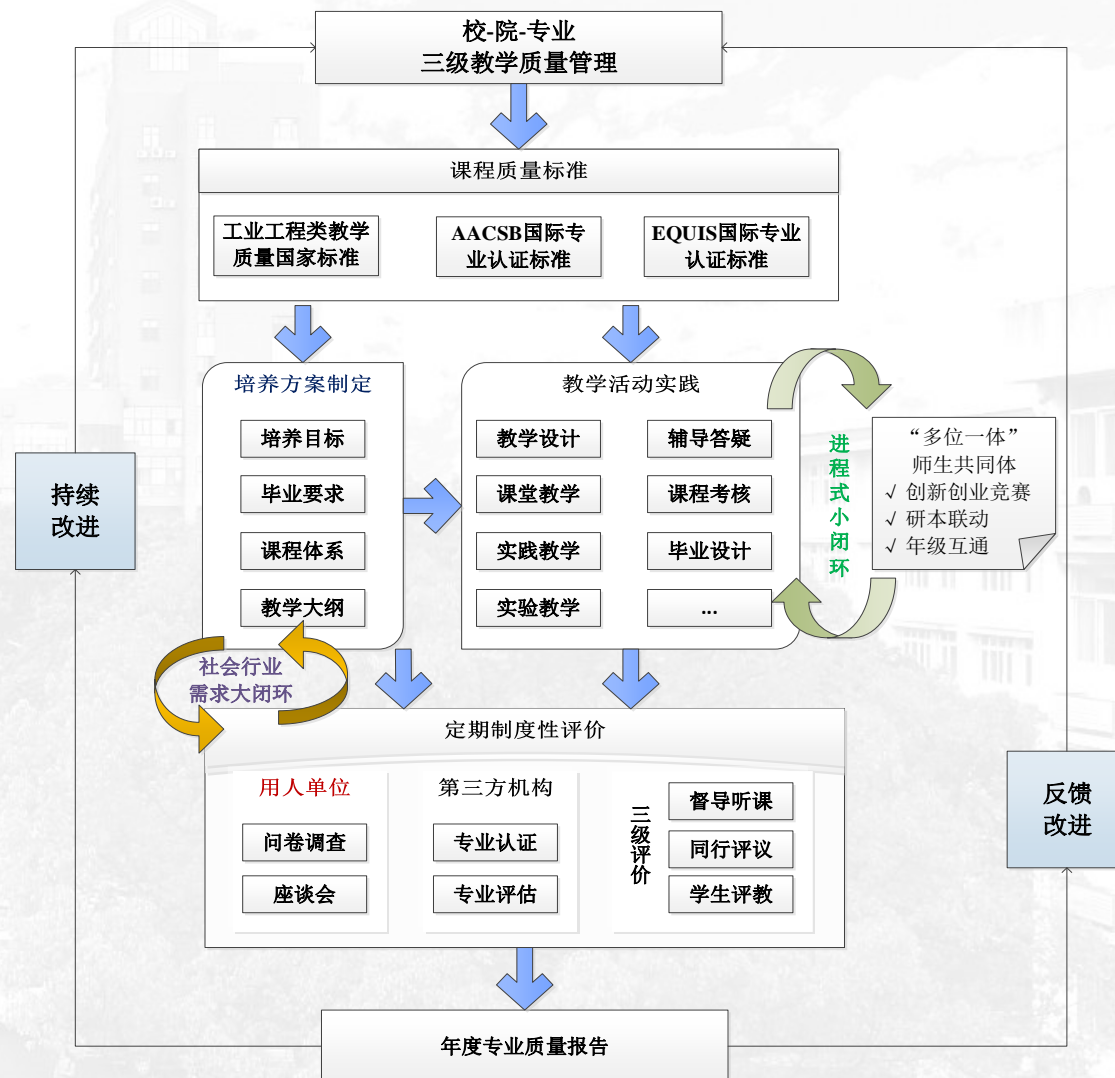 校-院-专业
三级教学质量管理
课程质量标准
工业工程类教学
质量国家标准
AACSB国际专
业认证标准
EQUIS国际专业
认证标准
培养方案制定
培养目标
毕业要求
课程体系
教学大纲
教学活动实践
教学设计
辅导答疑
课堂教学
课程考核
实践教学
毕业设计
实验教学
...
进
程
式
小
闭
环
“多位一体”
师生共同体
√ 创新创业竞赛
√ 研本联动
√ 年级互通
持续
改进
社会行业
需求大闭环
定期制度性评价
用人单位
问卷调查
座谈会
第三方机构
专业认证
专业评估
三
级
评
价
督导听课
同行评议
学生评教
反馈
改进
年度专业质量报告